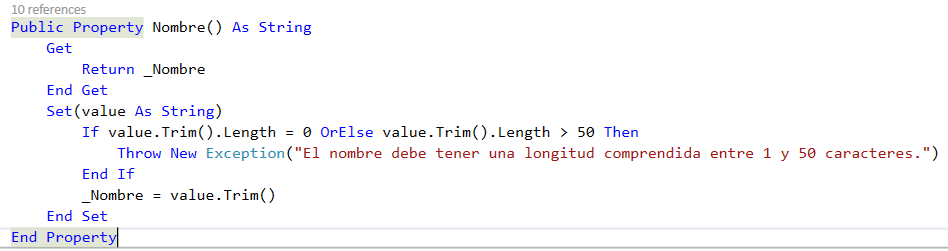 10 references
Public Property Nombre() As String
    Get
        Return _Nombre
    End Get
    Set(value As String)
        If value.Trim().Length = 0 OrElse value.Trim().Length > 50 Then
            Throw New Exception("El nombre debe tener una longitud comprendida entre 1 y 50 caracteres.")
        End If
        _Nombre = value.Trim()
    End Set
End Property